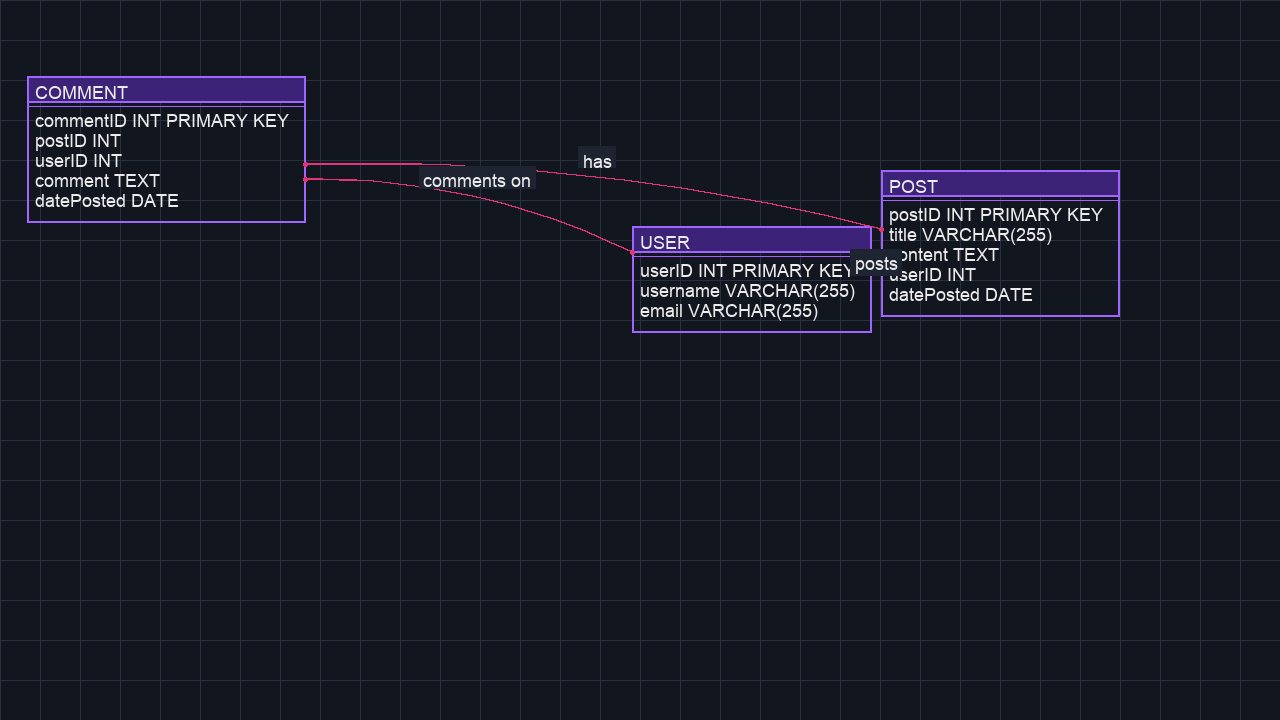 COMMENT
commentID INT PRIMARY KEY
postID INT
userID INT
comment TEXT
datePosted DATE
comments on
has
USER
userID INT PRIMARY KEY
username VARCHAR(255)
email VARCHAR(255)
posts
POST
postID INT PRIMARY KEY
title VARCHAR(255)
content TEXT
userID INT
datePosted DATE